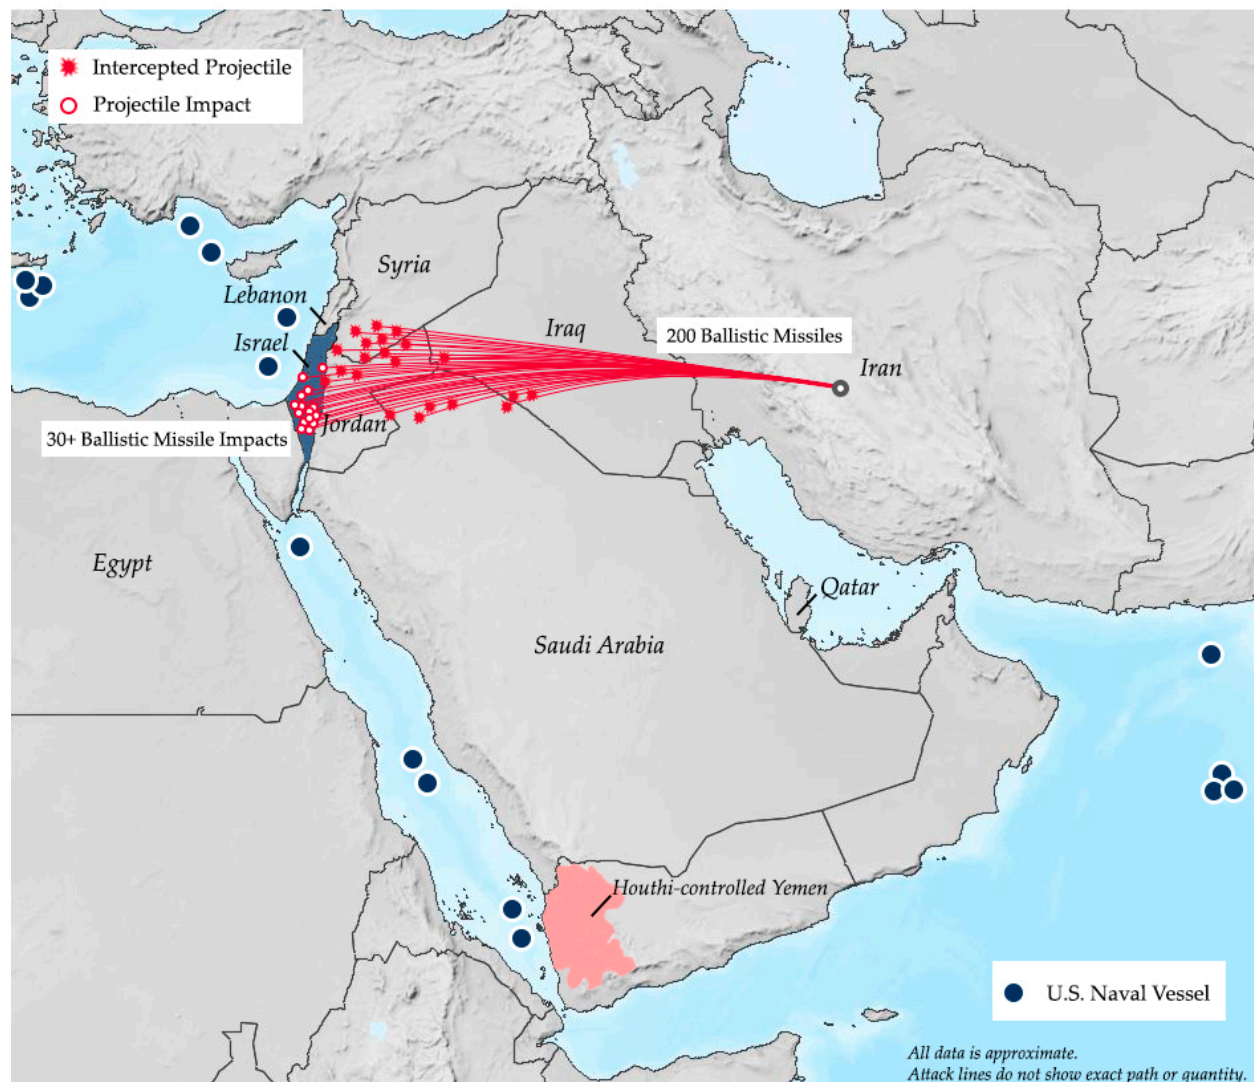 Intercepted Projectile
Projectile Impact
Syria
Lebanon
Iraq
200 Ballistic Missiles
Israel
Iran
Jordan
30+ Ballistic Missile Impacts
Egypt
Qatar
Saudi Arabia
Houthi-controlled Yemen
U.S. Naval Vessel
All data is approximate.
Attack lines do not show exact path or quantity.